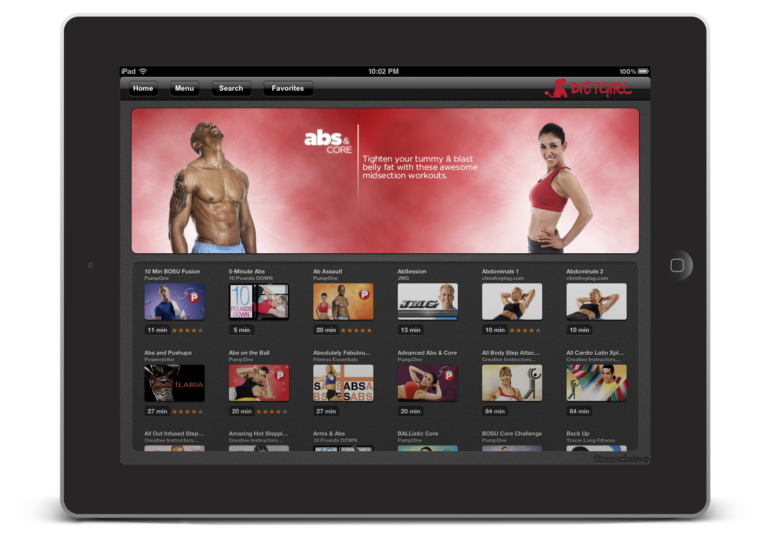 iPad
10:02 PM
100%
Home
Menu
Search
Favorites
DIETGIRL
abs &
CORE
Tighten your tummy & blast
belly fat with these awesome
midsection workouts.
10 Min BOSU Fusion
PumpOne
P
11 min
5-Minute Abs
10 Pounds DOWN
10
POUNDS
DOWN
5 min
Ab Assault
PumpOne
P
20 min
AbSession
JMG
JMG
13 min
Abdominals 1
chrisfreytag.com
10 min
Abdominals 2
chrisfreytag.com
10 min
Abs and Pushups
Powerstrike
ILARIA
27 min
Abs on the Ball
PumpOne
P
20 min
Absolutely Fabulou...
Fitness Essentials
SABSA
ABSABS
27 min
Advanced Abs & Core
PumpOne
P
20 min
All Body Step Attac...
Creative Instructors...
84 min
All Cardio Latin Xpl...
Creative Instructors...
64 min
All Out Infused Step...
Creative Instructors...
Amazing Hot Steppi...
Creative Instructors...
Arms & Abs
10 Pounds DOWN
BALListic Core
PumpOne
BOSU Core Challenge
PumpOne
Back Up
Tracie Long Fitness
fitnessclass